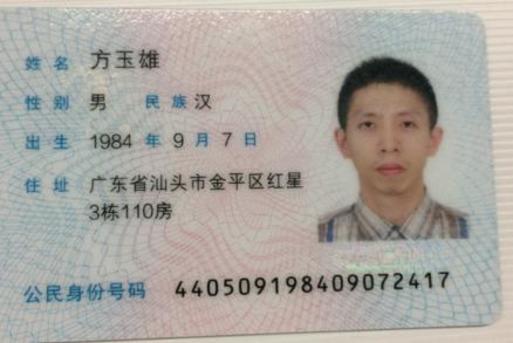 姓名 方玉雄
性别 男 民族 汉
出生 1984 年 9 月 7 日
住址 广东省汕头市金平区红星
3栋110房
公民身份号码 440509198409072417